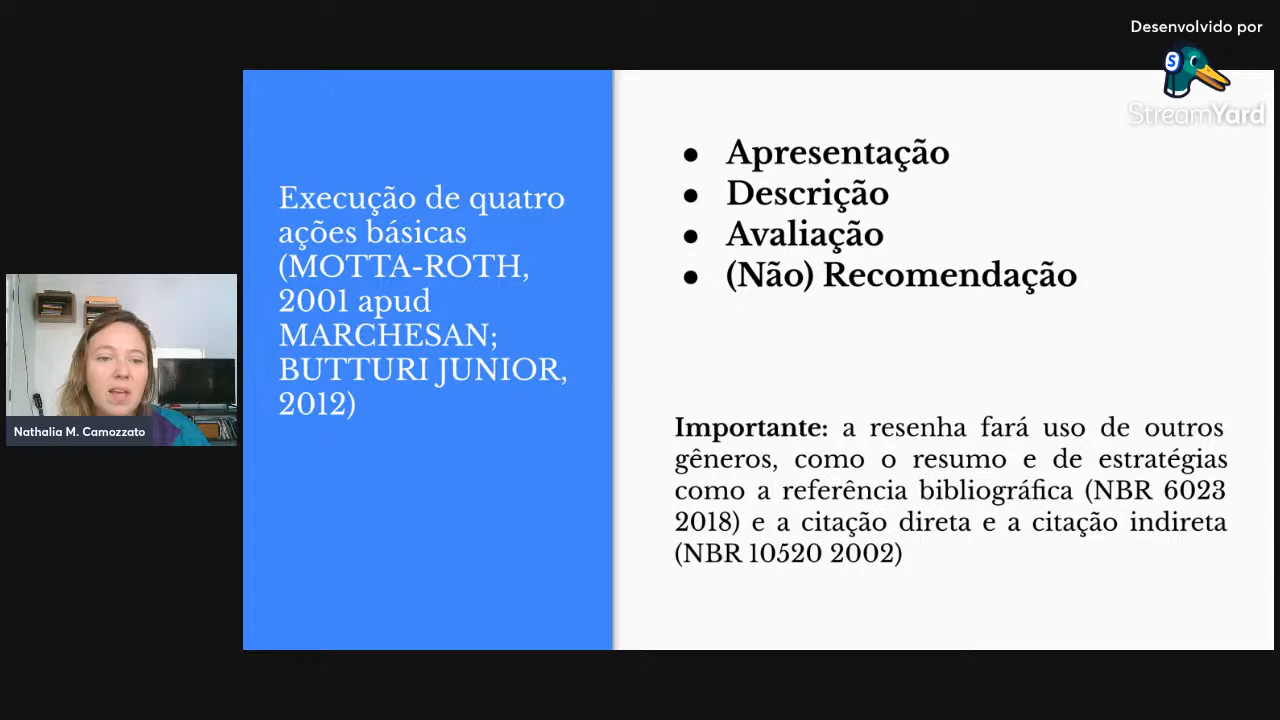 Desenvolvido por
StreamYard
Execução de quatro
ações básicas
(MOTTA-ROTH,
2001 apud
MARCHESAN;
BUTTURI JUNIOR,
2012)
● Apresentação
● Descrição
● Avaliação
● (Não) Recomendação
Importante: a resenha fará uso de outros
gêneros, como o resumo e de estratégias
como a referência bibliográfica (NBR 6023
2018) e a citação direta e a citação indireta
(NBR 10520 2002)
Nathalia M. Camozzato